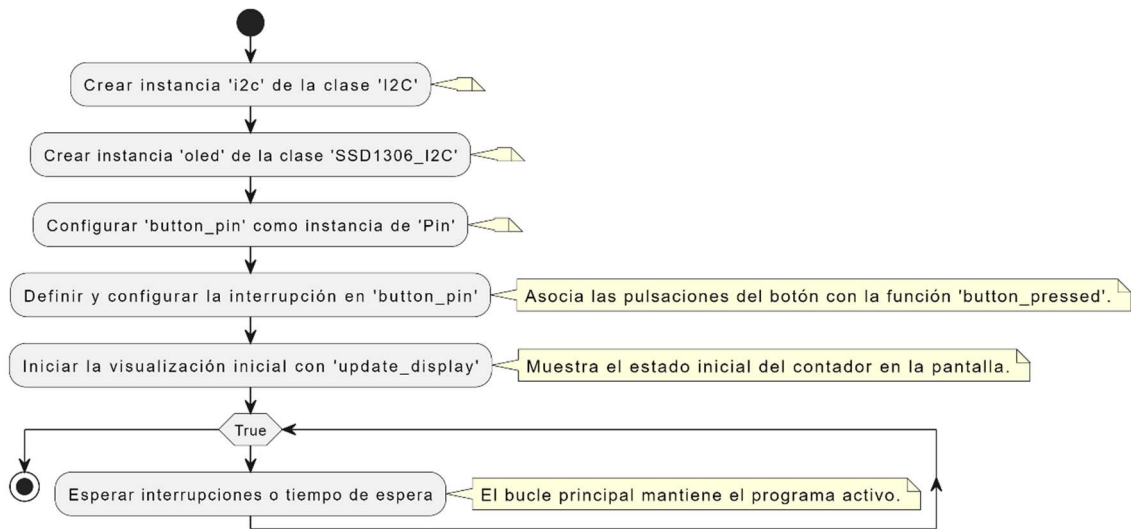 Crear instancia 'i2c' de la clase 'I2C'
Crear instancia 'oled' de la clase 'SSD1306_I2C'
Configurar 'button_pin' como instancia de 'Pin'
Definir y configurar la interrupción en 'button_pin'
Asocia las pulsaciones del botón con la función 'button_pressed'.
Iniciar la visualización inicial con 'update_display'
Muestra el estado inicial del contador en la pantalla.
True
Esperar interrupciones o tiempo de espera
El bucle principal mantiene el programa activo.